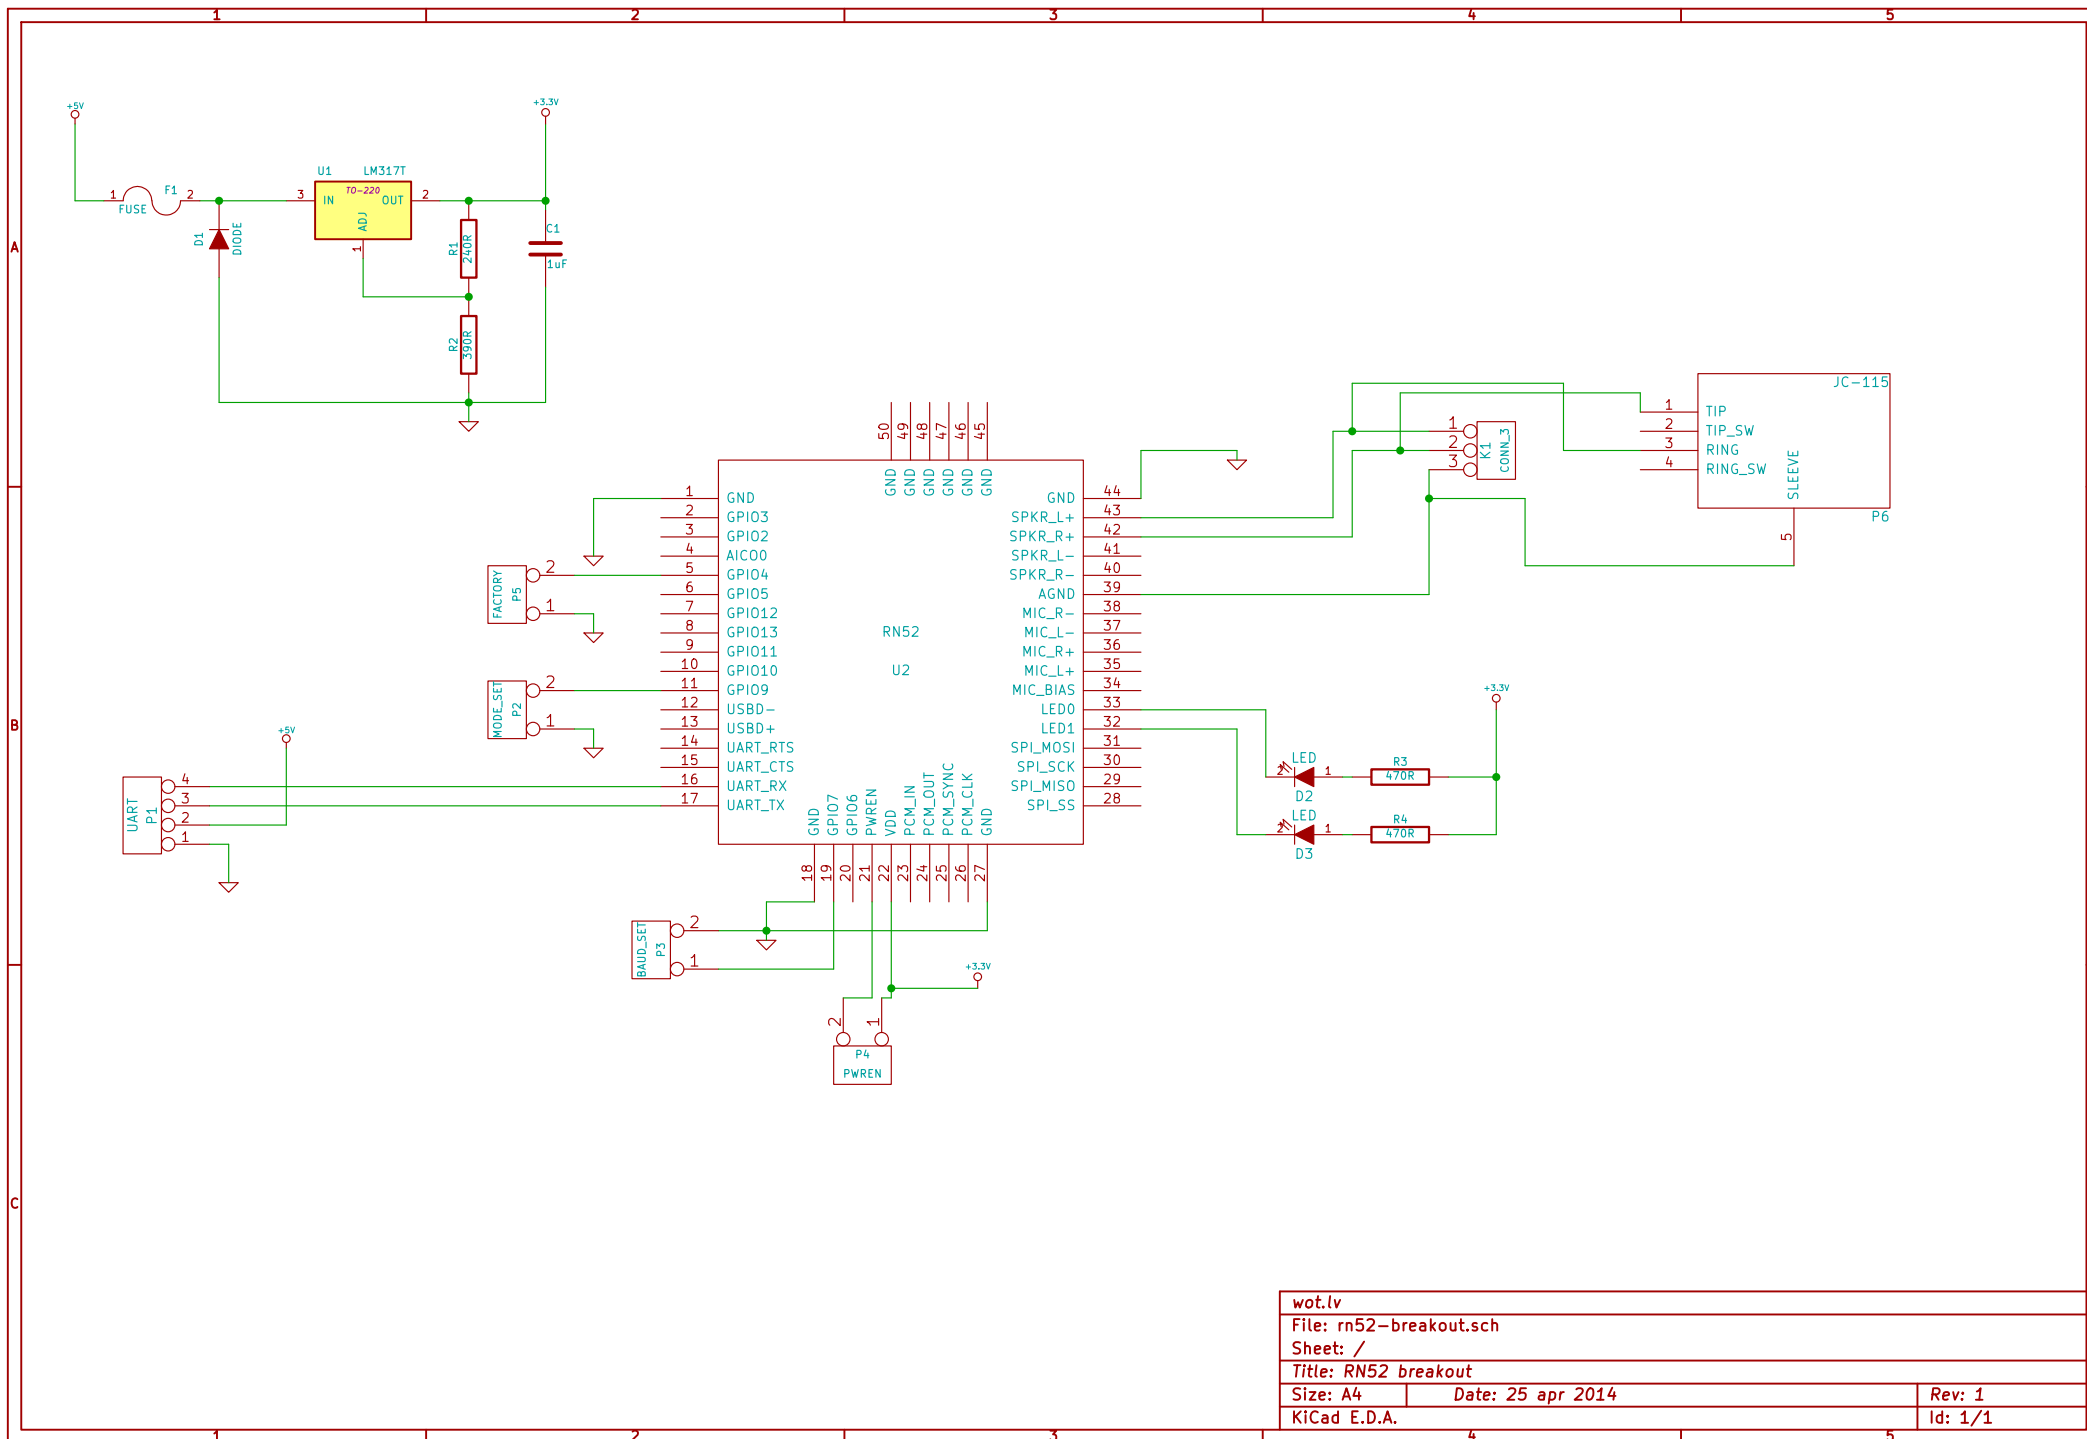 1 2 3 4 5
A
B
C
+5V
+3.3V
U1 LM317T
TO-220
3 IN OUT 2
ADJ
1
1 F1 2
FUSE
D1
DIODE
R1
240R
R2
390R
C1
1uF
50 49 48 47 46 45
GND GND GND GND GND GND
1 GND
2 GPIO3
3 GPIO2
4 AICO0
5 GPIO4
6 GPIO5
7 GPIO12
8 GPIO13
9 GPIO11
10 GPIO10
11 GPIO9
12 USBD-
13 USBD+
14 UART_RTS
15 UART_CTS
16 UART_RX
17 UART_TX
RN52
U2
GND 44
SPKR_L+ 43
SPKR_R+ 42
SPKR_L- 41
SPKR_R- 40
AGND 39
MIC_R- 38
MIC_L- 37
MIC_R+ 36
MIC_L+ 35
MIC_BIAS 34
LED0 33
LED1 32
SPI_MOSI 31
SPI_SCK 30
SPI_MISO 29
SPI_SS 28
GND GPIO7 GPIO6 PWREN VDD PCM_IN PCM_OUT PCM_SYNC PCM_CLK GND
18 19 20 21 22 23 24 25 26 27
FACTORY
P5
2
1
MODE_SET
P2
2
1
+5V
UART
P1
4
3
2
1
BAUD_SET
P3
2
1
+3.3V
2 1
P4
PWREN
1
2
3
K1
CONN_3
JC-115
1 TIP
2 TIP_SW
3 RING
4 RING_SW
SLEEVE
5
P6
+3.3V
LED
2 1
D2
R3
470R
LED
2 1
D3
R4
470R
wot.lv
File: rn52-breakout.sch
Sheet: /
Title: RN52 breakout
Size: A4 Date: 25 apr 2014 Rev: 1
KiCad E.D.A. Id: 1/1
1 2 3 4 5